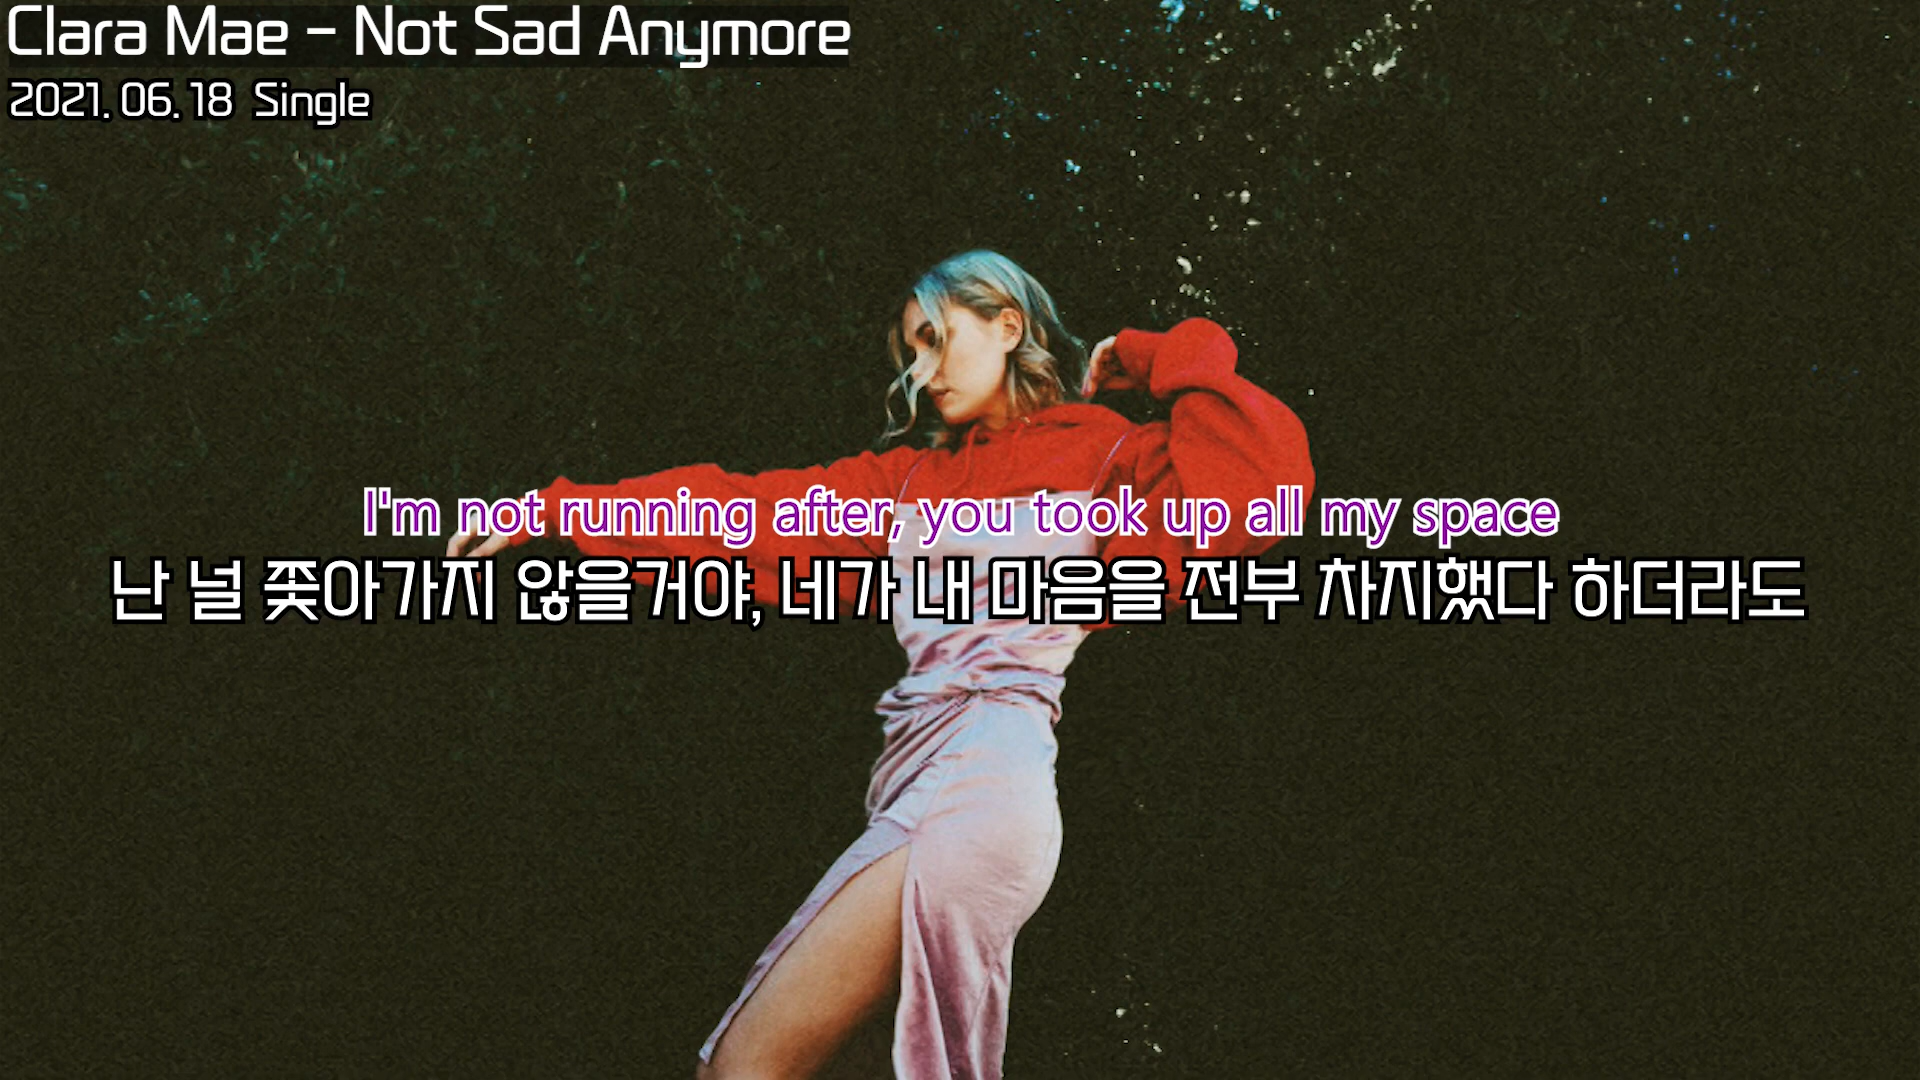 Clara Mae - Not Sad Anymore
2021. 06. 18 Single
I'm not running after, you took up all my space
난 널 쫓아가지 않을거야, 네가 내 마음을 전부 차지했다 하더라도